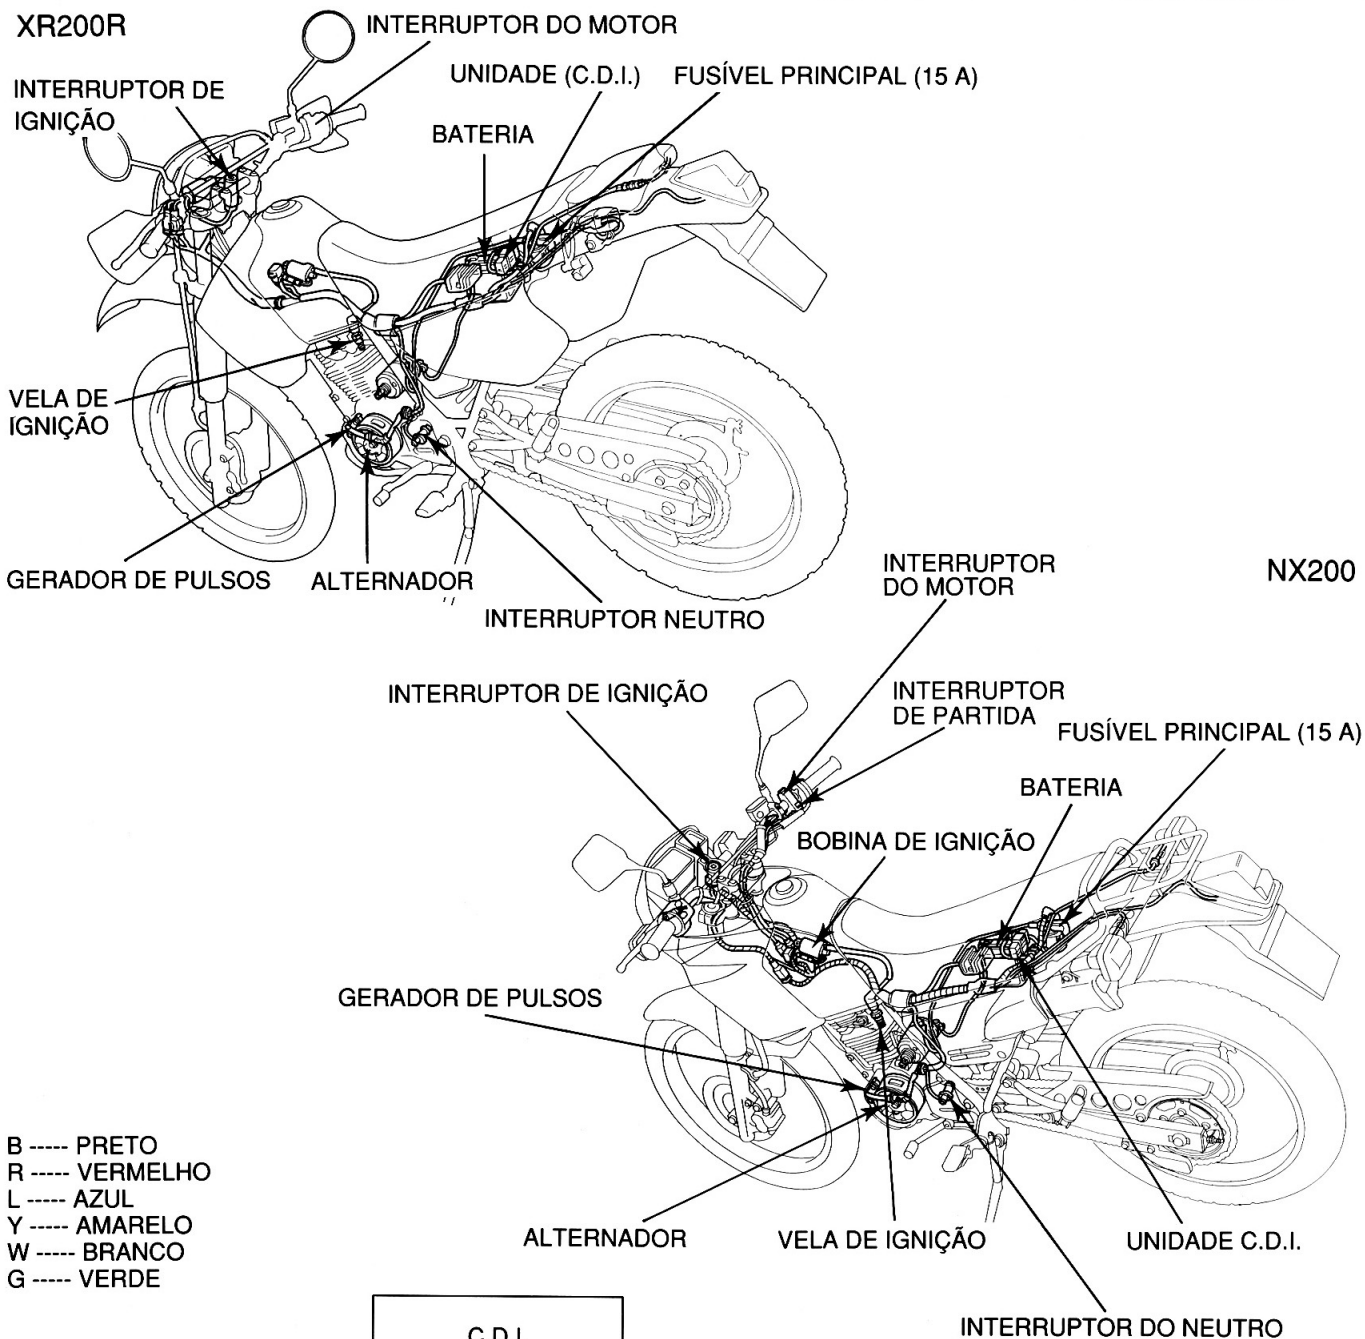 XR200R
INTERRUPTOR DO MOTOR
UNIDADE (C.D.I.)
FUSÍVEL PRINCIPAL (15 A)
INTERRUPTOR DE
IGNIÇÃO
BATERIA
VELA DE
IGNIÇÃO
GERADOR DE PULSOS
ALTERNADOR
INTERRUPTOR NEUTRO
INTERRUPTOR
DO MOTOR
NX200
INTERRUPTOR DE IGNIÇÃO
INTERRUPTOR
DE PARTIDA
FUSÍVEL PRINCIPAL (15 A)
BATERIA
BOBINA DE IGNIÇÃO
GERADOR DE PULSOS
B ----- PRETO
R ----- VERMELHO
L ----- AZUL
Y ----- AMARELO
W ----- BRANCO
G ----- VERDE
ALTERNADOR
VELA DE IGNIÇÃO
UNIDADE C.D.I.
INTERRUPTOR DO NEUTRO
C.D.I.